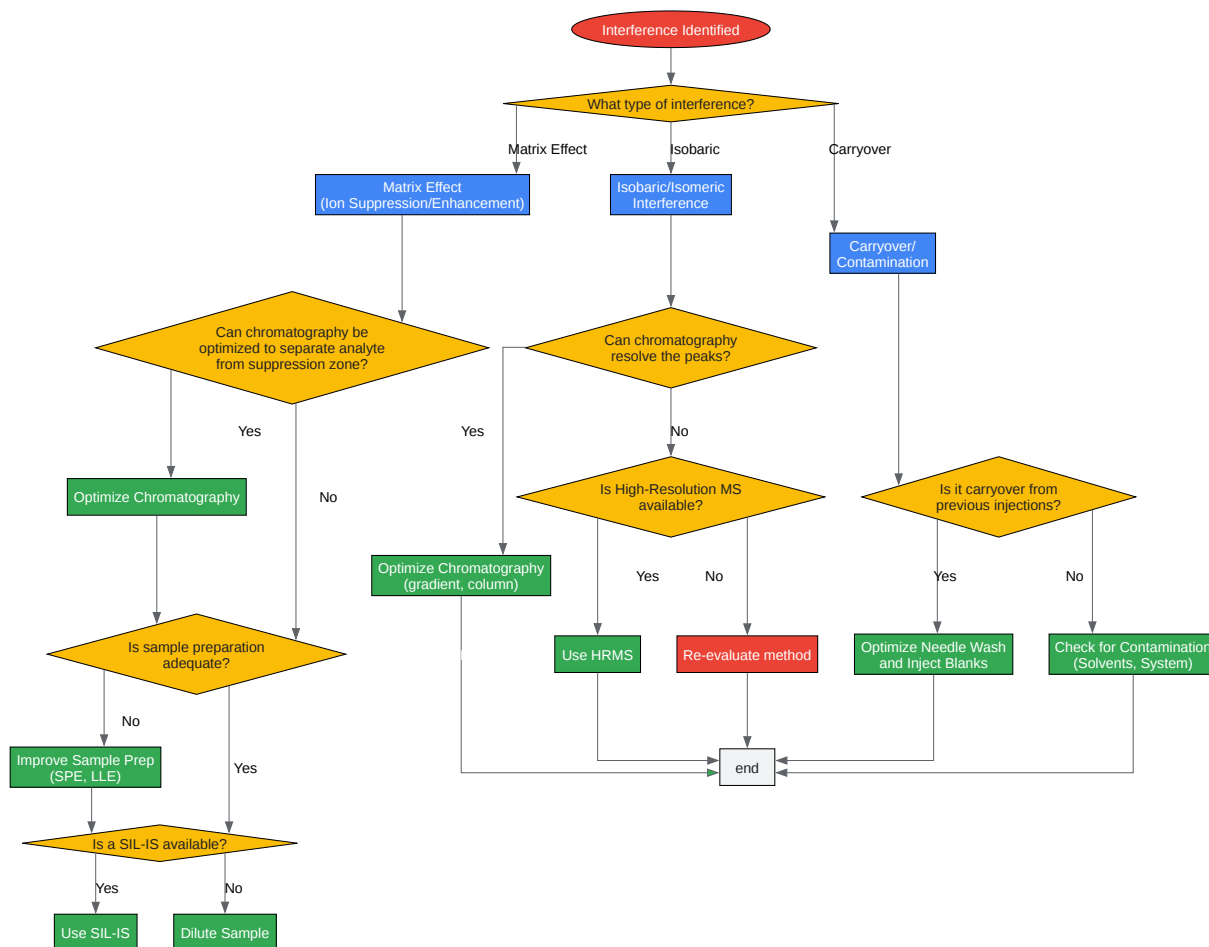 Interference Identified
What type of interference?
Matrix Effect
Isobaric
Carryover
Matrix Effect
(Ion Suppression/Enhancement)
Isobaric/Isomeric
Interference
Carryover/
Contamination
Can chromatography be
optimized to separate analyte
from suppression zone?
Can chromatography
resolve the peaks?
Yes
Yes
No
Optimize Chromatography
No
Is High-Resolution MS
available?
Is it carryover from
previous injections?
Optimize Chromatography
(gradient, column)
Yes
No
Yes
No
Is sample preparation
adequate?
Use HRMS
Re-evaluate method
Optimize Needle Wash
and Inject Blanks
Check for Contamination
(Solvents, System)
No
Improve Sample Prep
(SPE, LLE)
Yes
end
Is a SIL-IS available?
Yes
No
Use SIL-IS
Dilute Sample